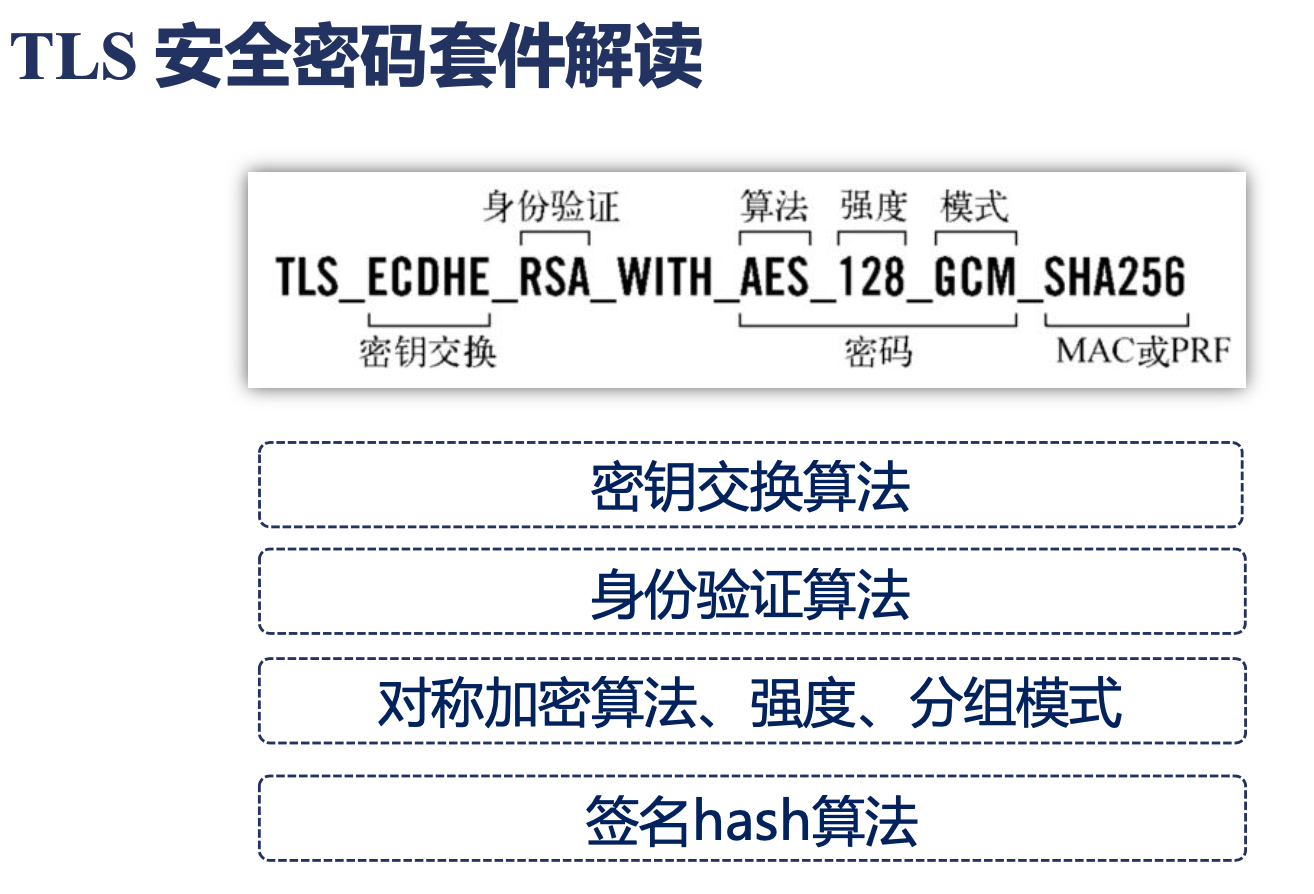 TLS 安全密码套件解读
身份验证 算法 强度 模式
TLS_ECDHE_RSA_WITH_AES_128_GCM_SHA256
密钥交换 密码 MAC或PRF
密钥交换算法
身份验证算法
对称加密算法、强度、分组模式
签名hash算法